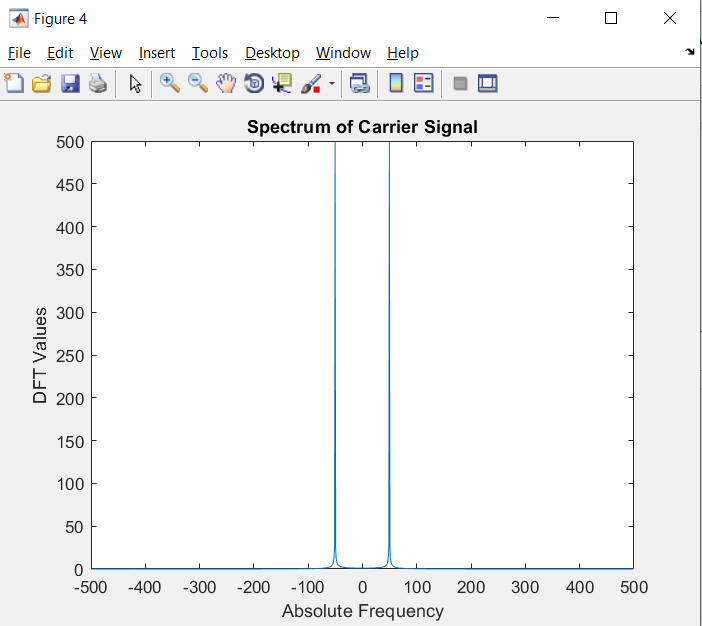 Figure 4
File Edit View Insert Tools Desktop Window Help
Spectrum of Carrier Signal
500
450
400
350
300
250
200
150
100
50
0
DFT Values
-500 -400 -300 -200 -100 0 100 200 300 400 500
Absolute Frequency